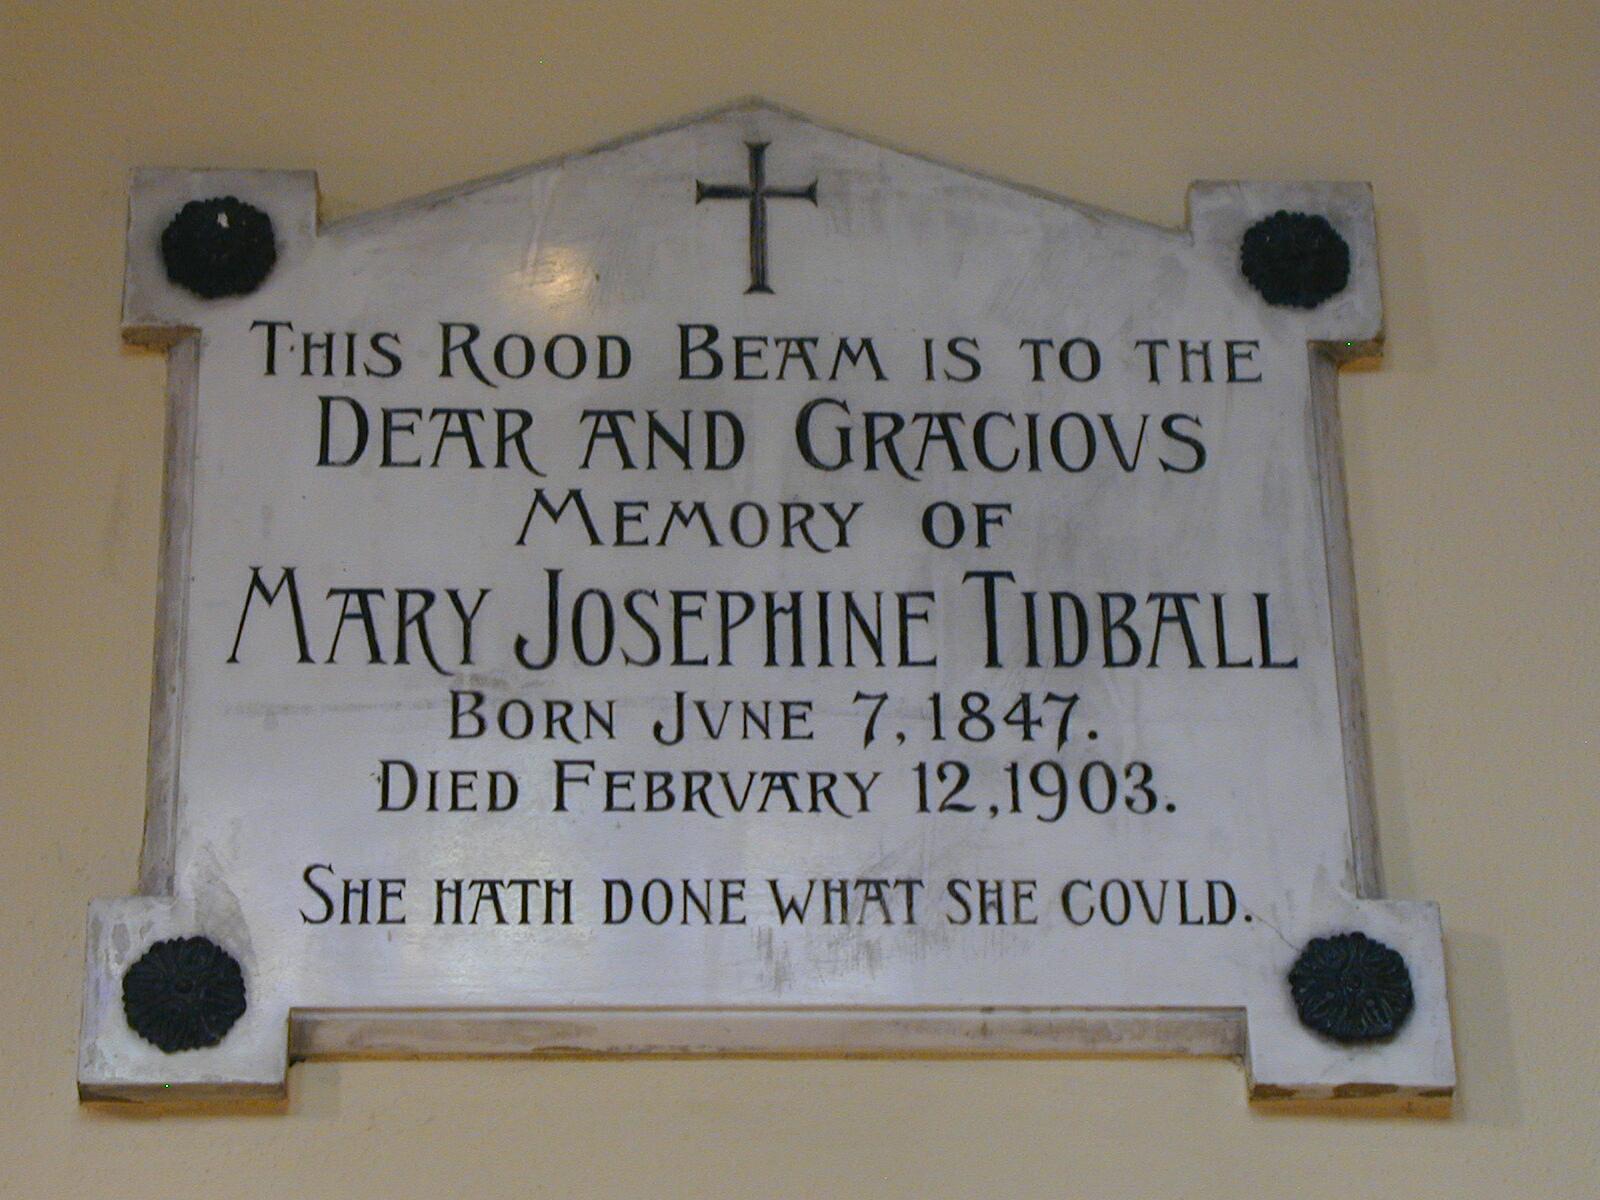 THIS ROOD BEAM IS TO THE
DEAR AND GRACIOVS
MEMORY OF
MARY JOSEPHINE TIDBALL
BORN JVNE 7, 1847.
DIED FEBRVARY 12, 1903.
SHE HATH DONE WHAT SHE COVLD.